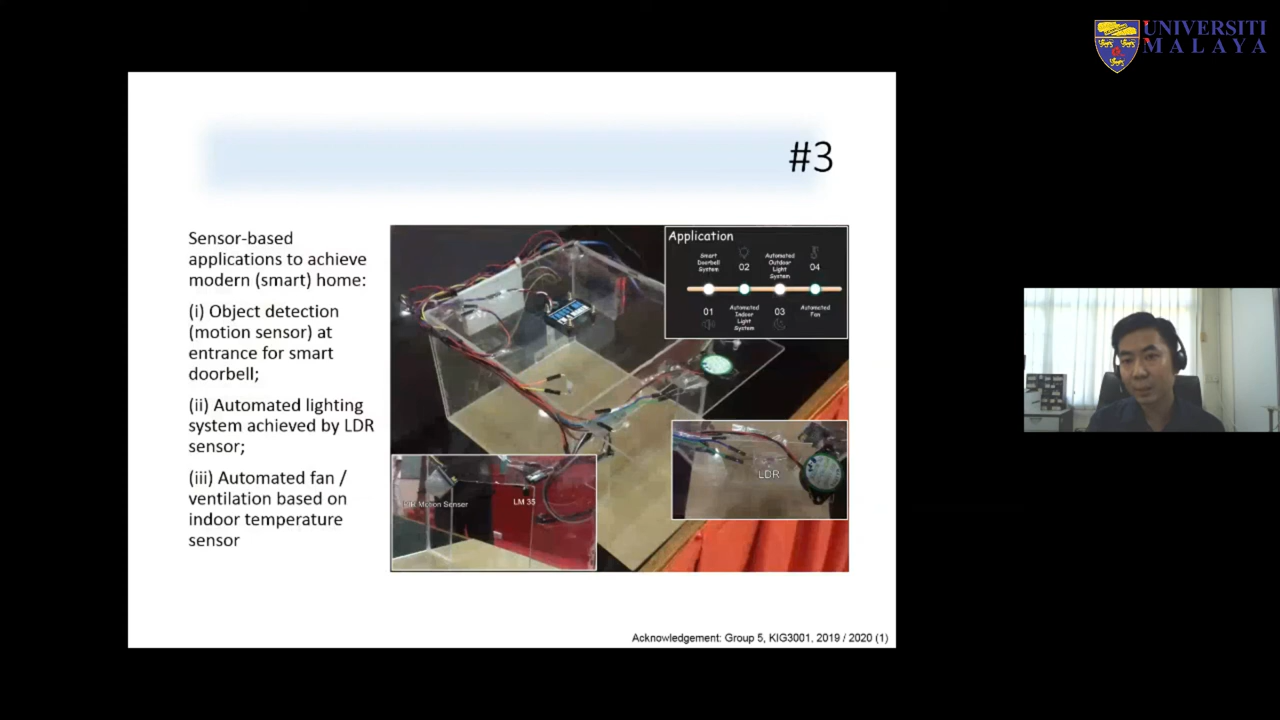 UNIVERSITI
MALAYA
#3
Sensor-based
applications to achieve
modern (smart) home:
(i) Object detection
(motion sensor) at
entrance for smart
doorbell;
(ii) Automated lighting
system achieved by LDR
sensor;
(iii) Automated fan /
ventilation based on
indoor temperature
sensor
Application
Smart
Doorbell
System
02
Automated
Outdoor
Light
System
04
01
Automated
Indoor
Light
System
03
Automated
Fan
LDR
PIR Motion Senser
LM 35
Acknowledgement: Group 5, KIG3001, 2019 / 2020 (1)